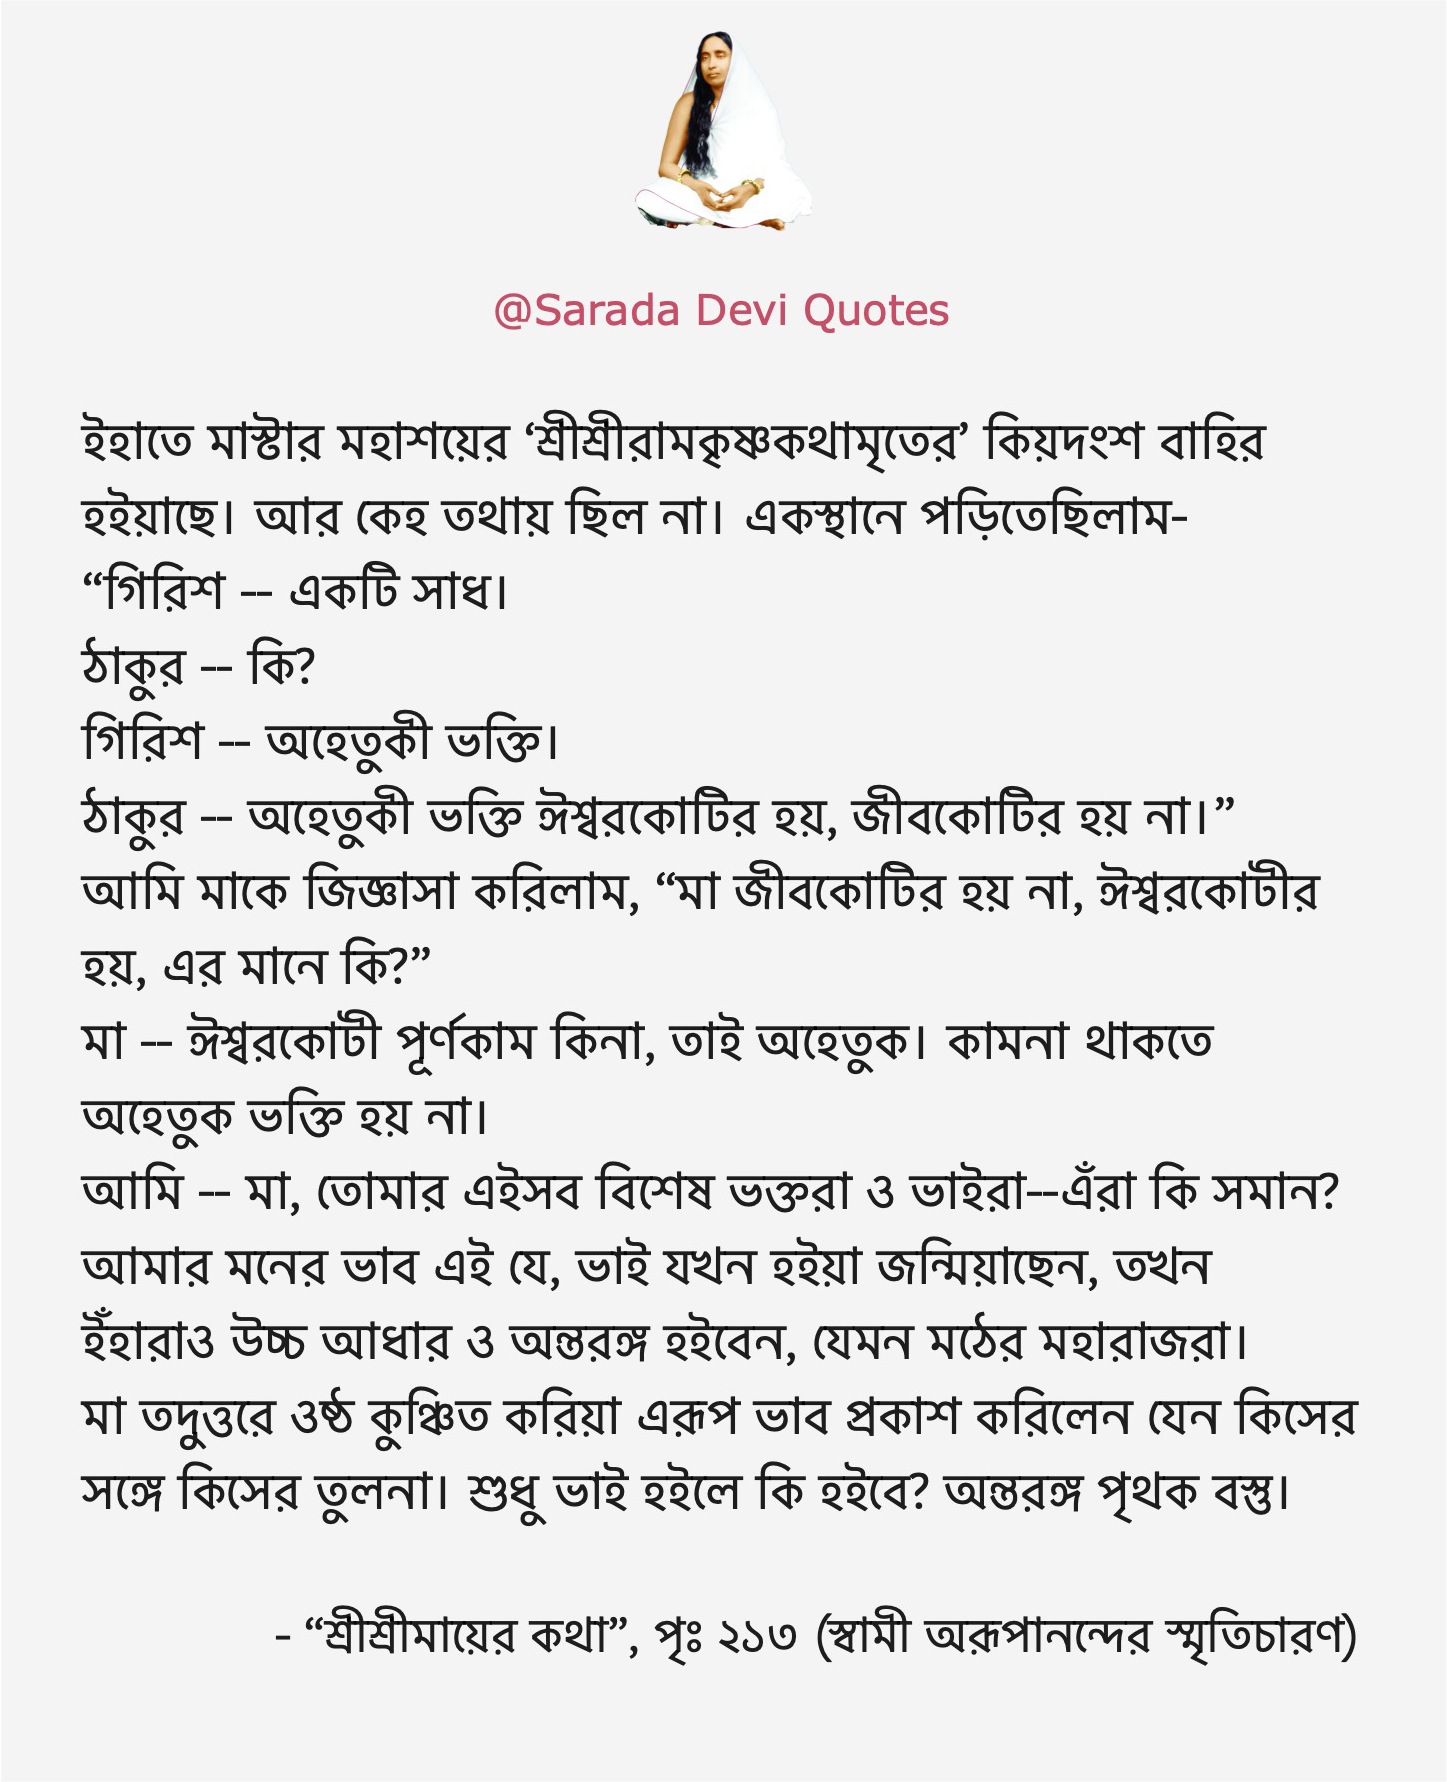 @Sarada Devi Quotes
ইহাতে মাস্টার মহাশয়ের ‘শ্রীশ্রীরামকৃষ্ণকথামৃতের’ কিয়দংশ বাহির
হইয়াছে। আর কেহ তথায় ছিল না। একস্থানে পড়িতেছিলাম-
“গিরিশ -- একটি সাধ।
ঠাকুর -- কি?
গিরিশ -- অহেতুকী ভক্তি।
ঠাকুর -- অহেতুকী ভক্তি ঈশ্বরকোটির হয়, জীবকোটির হয় না।”
আমি মাকে জিজ্ঞাসা করিলাম, “মা জীবকোটির হয় না, ঈশ্বরকোটীর
হয়, এর মানে কি?”
মা -- ঈশ্বরকোটী পূর্ণকাম কিনা, তাই অহেতুক। কামনা থাকতে
অহেতুক ভক্তি হয় না।
আমি -- মা, তোমার এইসব বিশেষ ভক্তরা ও ভাইরা--এঁরা কি সমান?
আমার মনের ভাব এই যে, ভাই যখন হইয়া জন্মিয়াছেন, তখন
ইঁহারাও উচ্চ আধার ও অন্তরঙ্গ হইবেন, যেমন মঠের মহারাজরা।
মা তদুত্তরে ওষ্ঠ কুঞ্চিত করিয়া এরূপ ভাব প্রকাশ করিলেন যেন কিসের
সঙ্গে কিসের তুলনা। শুধু ভাই হইলে কি হইবে? অন্তরঙ্গ পৃথক বস্তু।
- “শ্রীশ্রীমায়ের কথা”, পৃঃ ২১৩ (স্বামী অরূপানন্দের স্মৃতিচারণ)